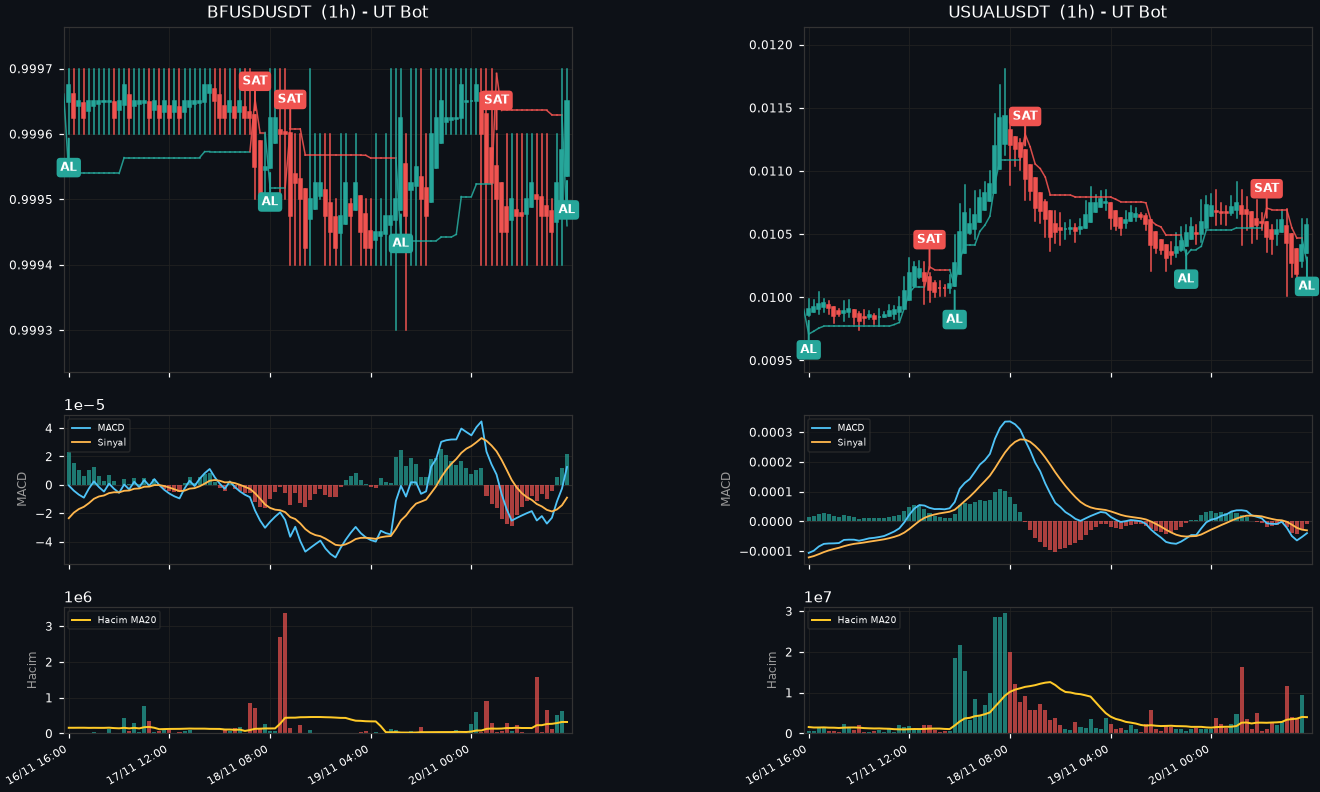 BFUSDUSDT (1h) - UT Bot
0.9997
0.9996
0.9995
0.9994
0.9993
AL
SAT
AL
SAT
AL
SAT
AL
1e−5
4
2
0
−2
−4
MACD
MACD
Sinyal
1e6
3
2
1
0
Hacim
Hacim MA20
16/11 16:00
17/11 12:00
18/11 08:00
19/11 04:00
20/11 00:00
USUALUSDT (1h) - UT Bot
0.0120
0.0115
0.0110
0.0105
0.0100
0.0095
AL
SAT
AL
SAT
AL
SAT
AL
0.0003
0.0002
0.0001
0.0000
−0.0001
MACD
MACD
Sinyal
1e7
3
2
1
0
Hacim
Hacim MA20
16/11 16:00
17/11 12:00
18/11 08:00
19/11 04:00
20/11 00:00